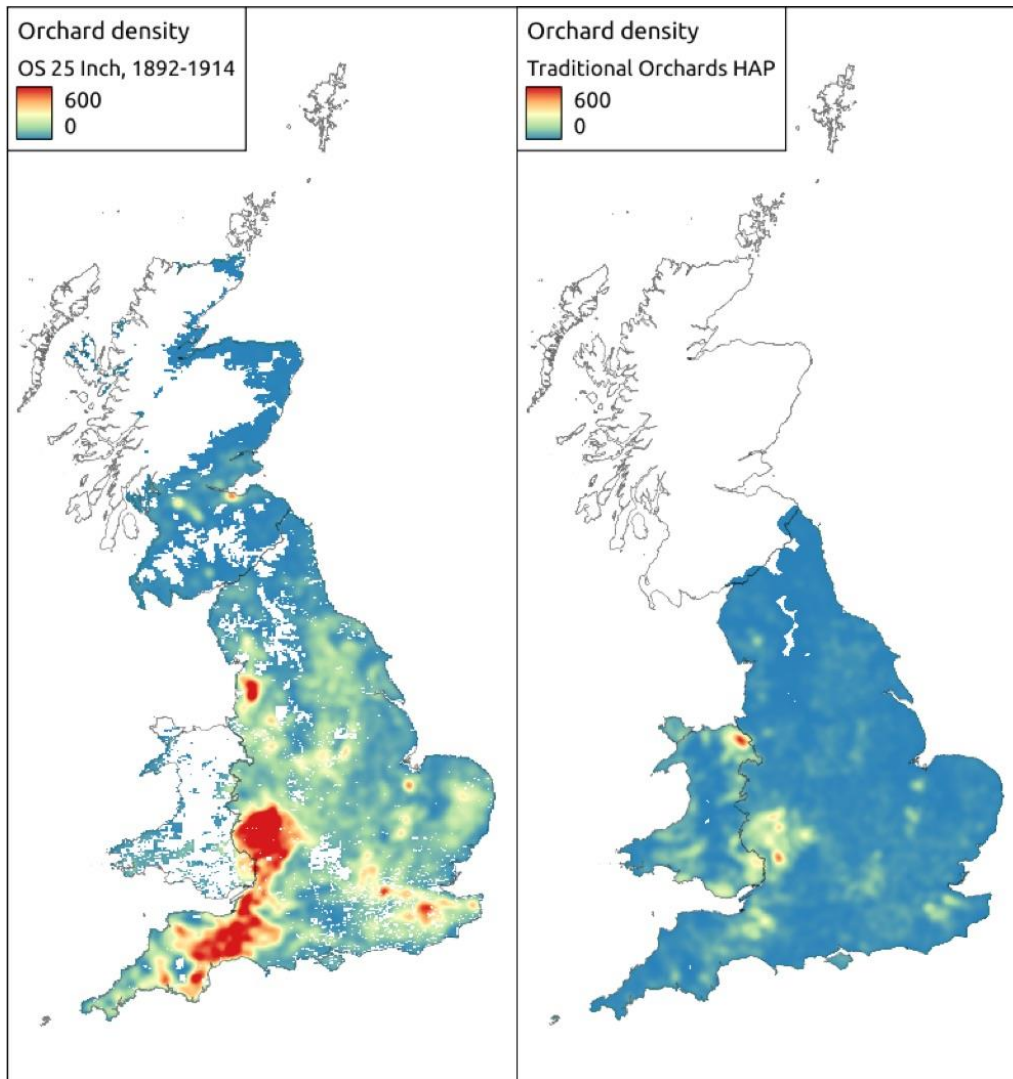 Orchard density
OS 25 Inch, 1892-1914
600
0
Orchard density
Traditional Orchards HAP
600
0